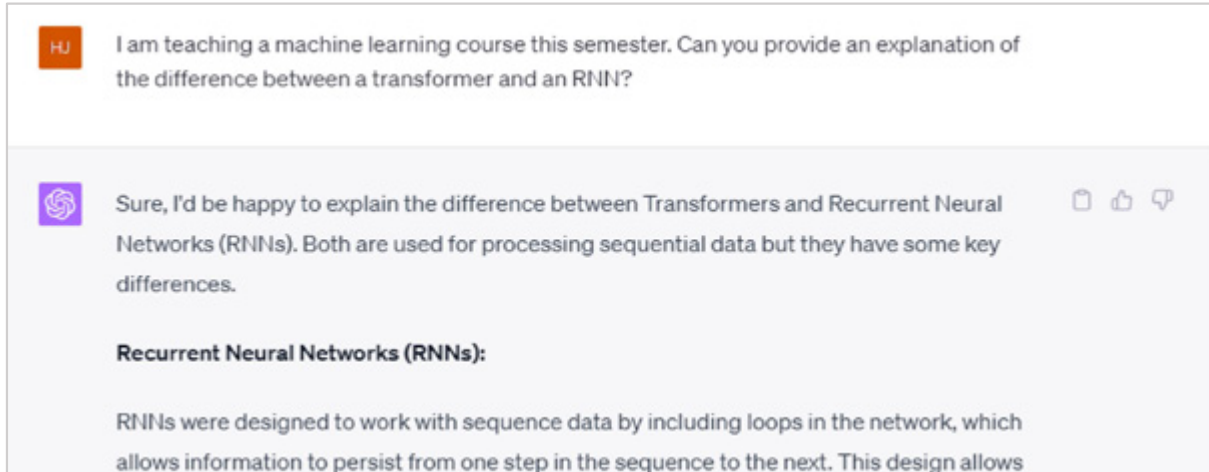 HJ
I am teaching a machine learning course this semester. Can you provide an explanation of
the difference between a transformer and an RNN?
Sure, I'd be happy to explain the difference between Transformers and Recurrent Neural
Networks (RNNs). Both are used for processing sequential data but they have some key
differences.
Recurrent Neural Networks (RNNs):
RNNs were designed to work with sequence data by including loops in the network, which
allows information to persist from one step in the sequence to the next. This design allows